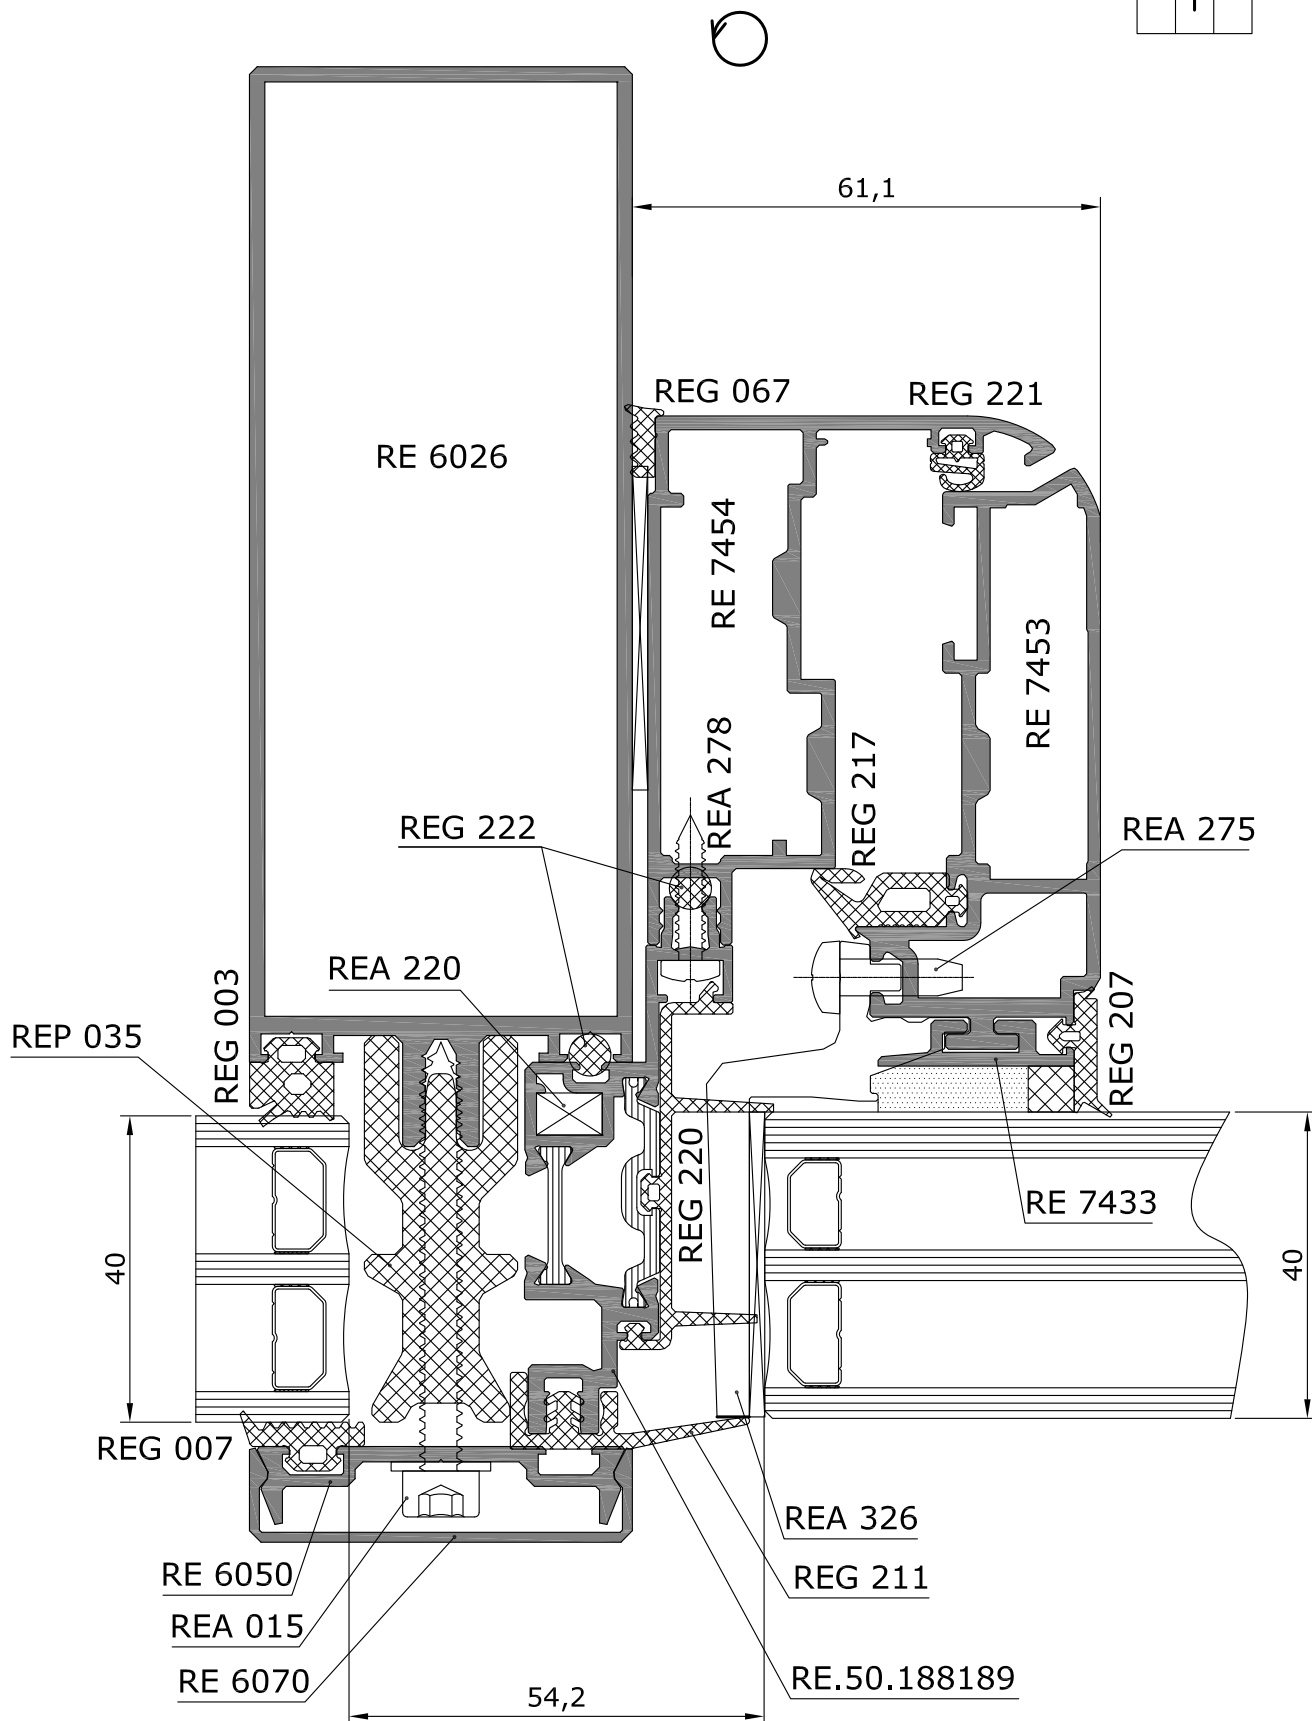 61,1
REG 067
REG 221
RE 6026
RE 7454
RE 7453
REA 278
REG 217
REG 222
REA 275
REA 220
REG 003
REP 035
REG 207
REG 220
RE 7433
40
40
REG 007
REA 326
RE 6050
REG 211
REA 015
RE 6070
RE.50.188189
54,2